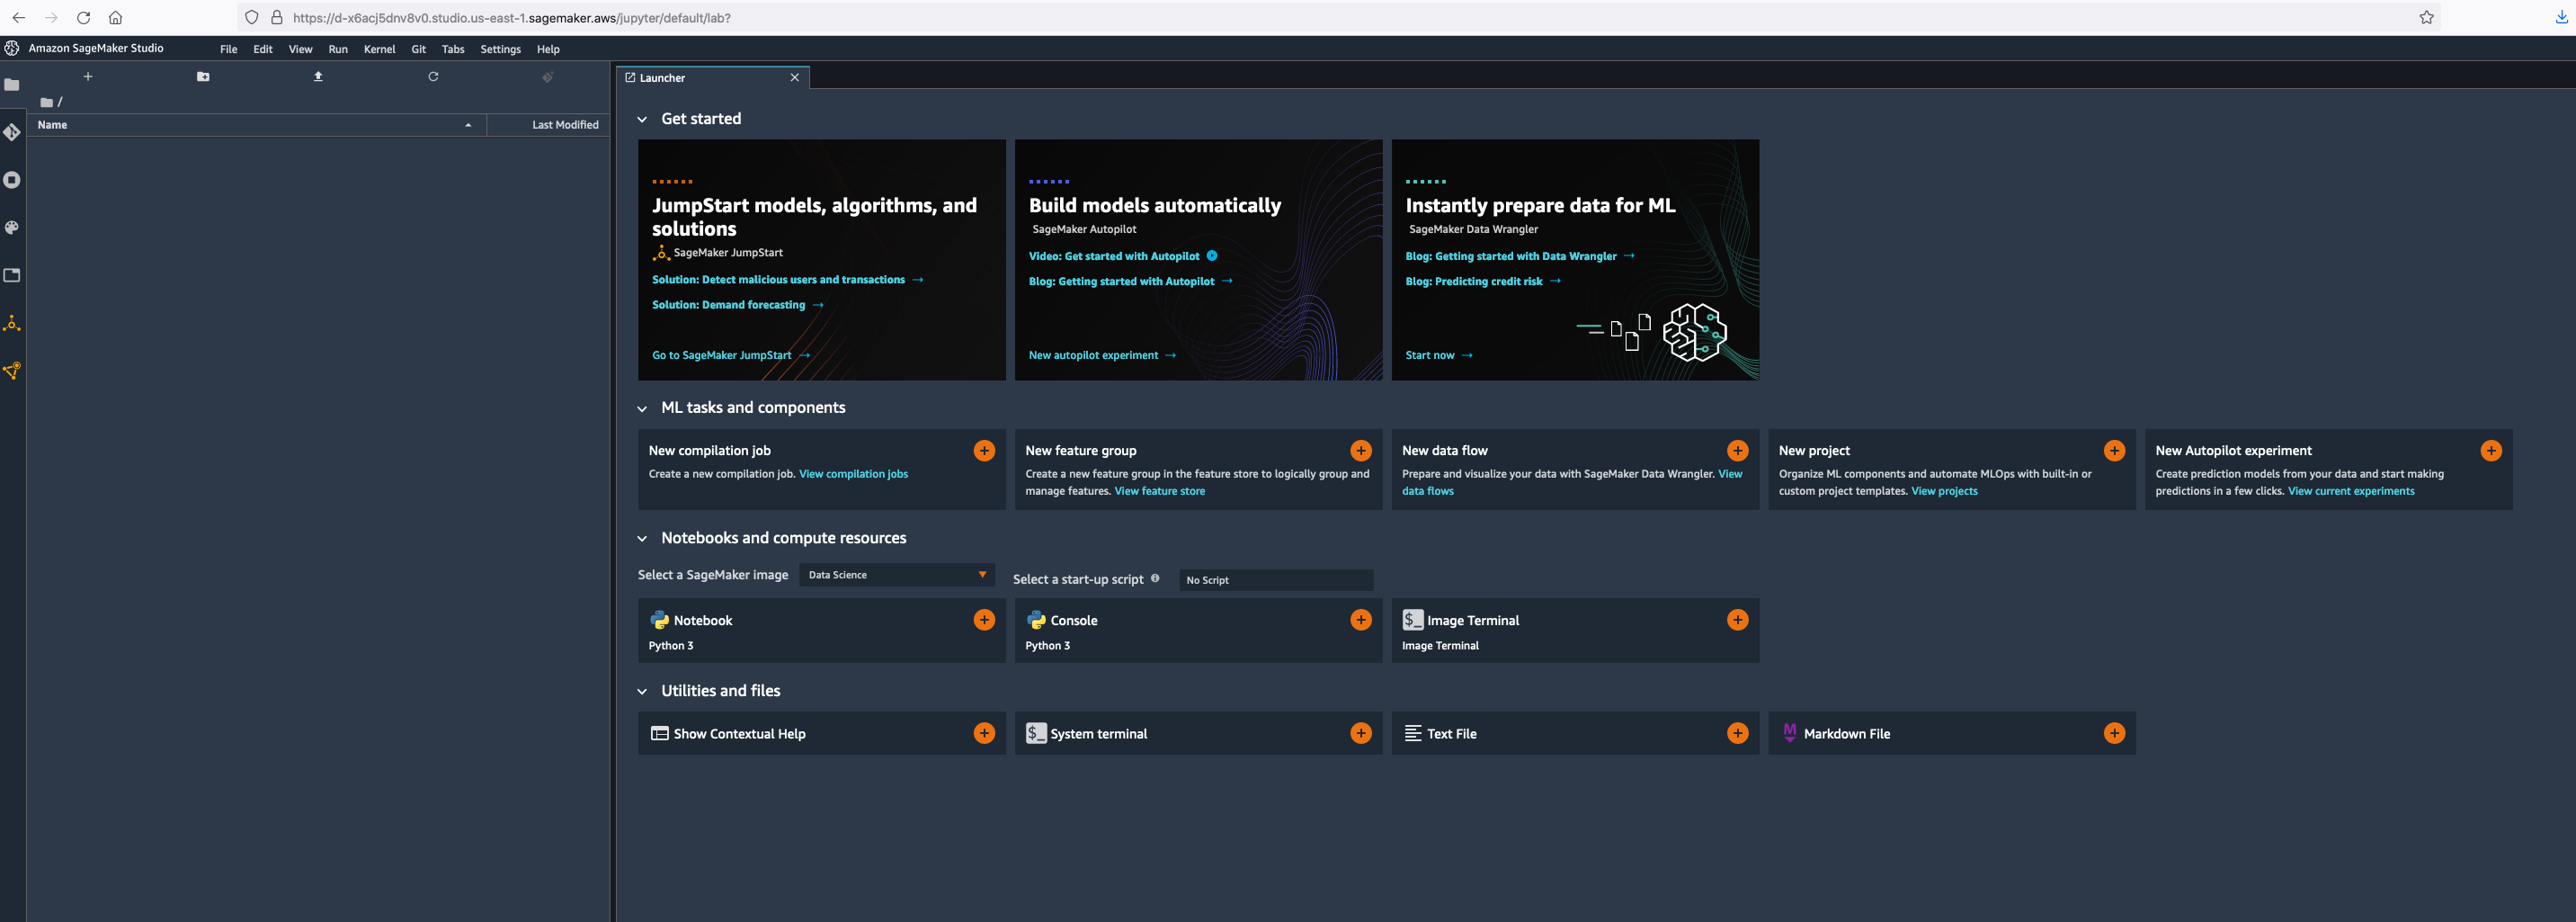 https://d-x6acj5dnv8v0.studio.us-east-1.sagemaker.aws/jupyter/default/lab?
Amazon SageMaker Studio
File Edit View Run Kernel Git Tabs Settings Help
Launcher
/
Name Last Modified
Get started
JumpStart models, algorithms, and
solutions
SageMaker JumpStart
Solution: Detect malicious users and transactions
Solution: Demand forecasting
Go to SageMaker JumpStart
Build models automatically
SageMaker Autopilot
Video: Get started with Autopilot
Blog: Getting started with Autopilot
New autopilot experiment
Instantly prepare data for ML
SageMaker Data Wrangler
Blog: Getting started with Data Wrangler
Blog: Predicting credit risk
Start now
ML tasks and components
New compilation job
Create a new compilation job. View compilation jobs
New feature group
Create a new feature group in the feature store to logically group and
manage features. View feature store
New data flow
Prepare and visualize your data with SageMaker Data Wrangler. View
data flows
New project
Organize ML components and automate MLOps with built-in or
custom project templates. View projects
New Autopilot experiment
Create prediction models from your data and start making
predictions in a few clicks. View current experiments
Notebooks and compute resources
Select a SageMaker image Data Science Select a start-up script No Script
Notebook
Python 3
Console
Python 3
$_ Image Terminal
Image Terminal
Utilities and files
Show Contextual Help
$_ System terminal
Text File
M Markdown File